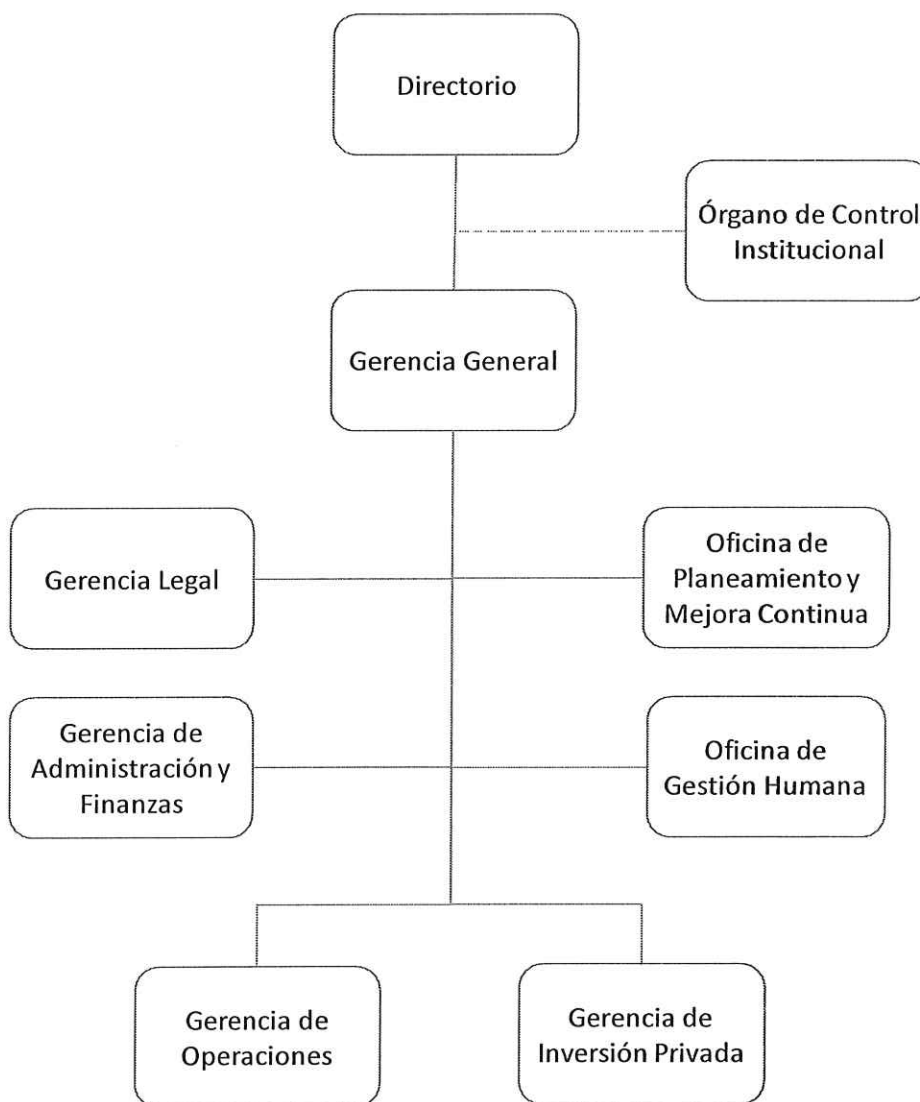 Directorio
Órgano de Control
Institucional
Gerencia General
Gerencia Legal
Oficina de
Planeamiento y
Mejora Continua
Gerencia de
Administración y
Finanzas
Oficina de
Gestión Humana
Gerencia de
Operaciones
Gerencia de
Inversión Privada